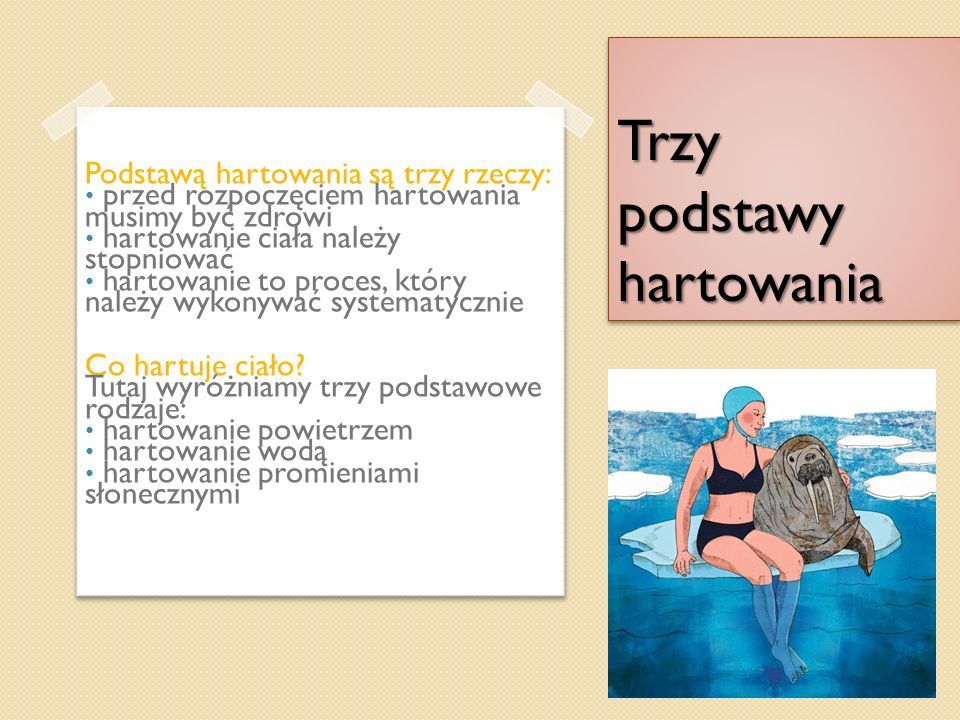 Trzy
podstawy
hartowania
Podstawą hartowania są trzy rzeczy:
• przed rozpoczęciem hartowania
musimy być zdrowi
• hartowanie ciała należy
stopniować
• hartowanie to proces, który
należy wykonywać systematycznie
Co hartuje ciało?
Tutaj wyróżniamy trzy podstawowe
rodzaje:
• hartowanie powietrzem
• hartowanie wodą
• hartowanie promieniami
słonecznymi